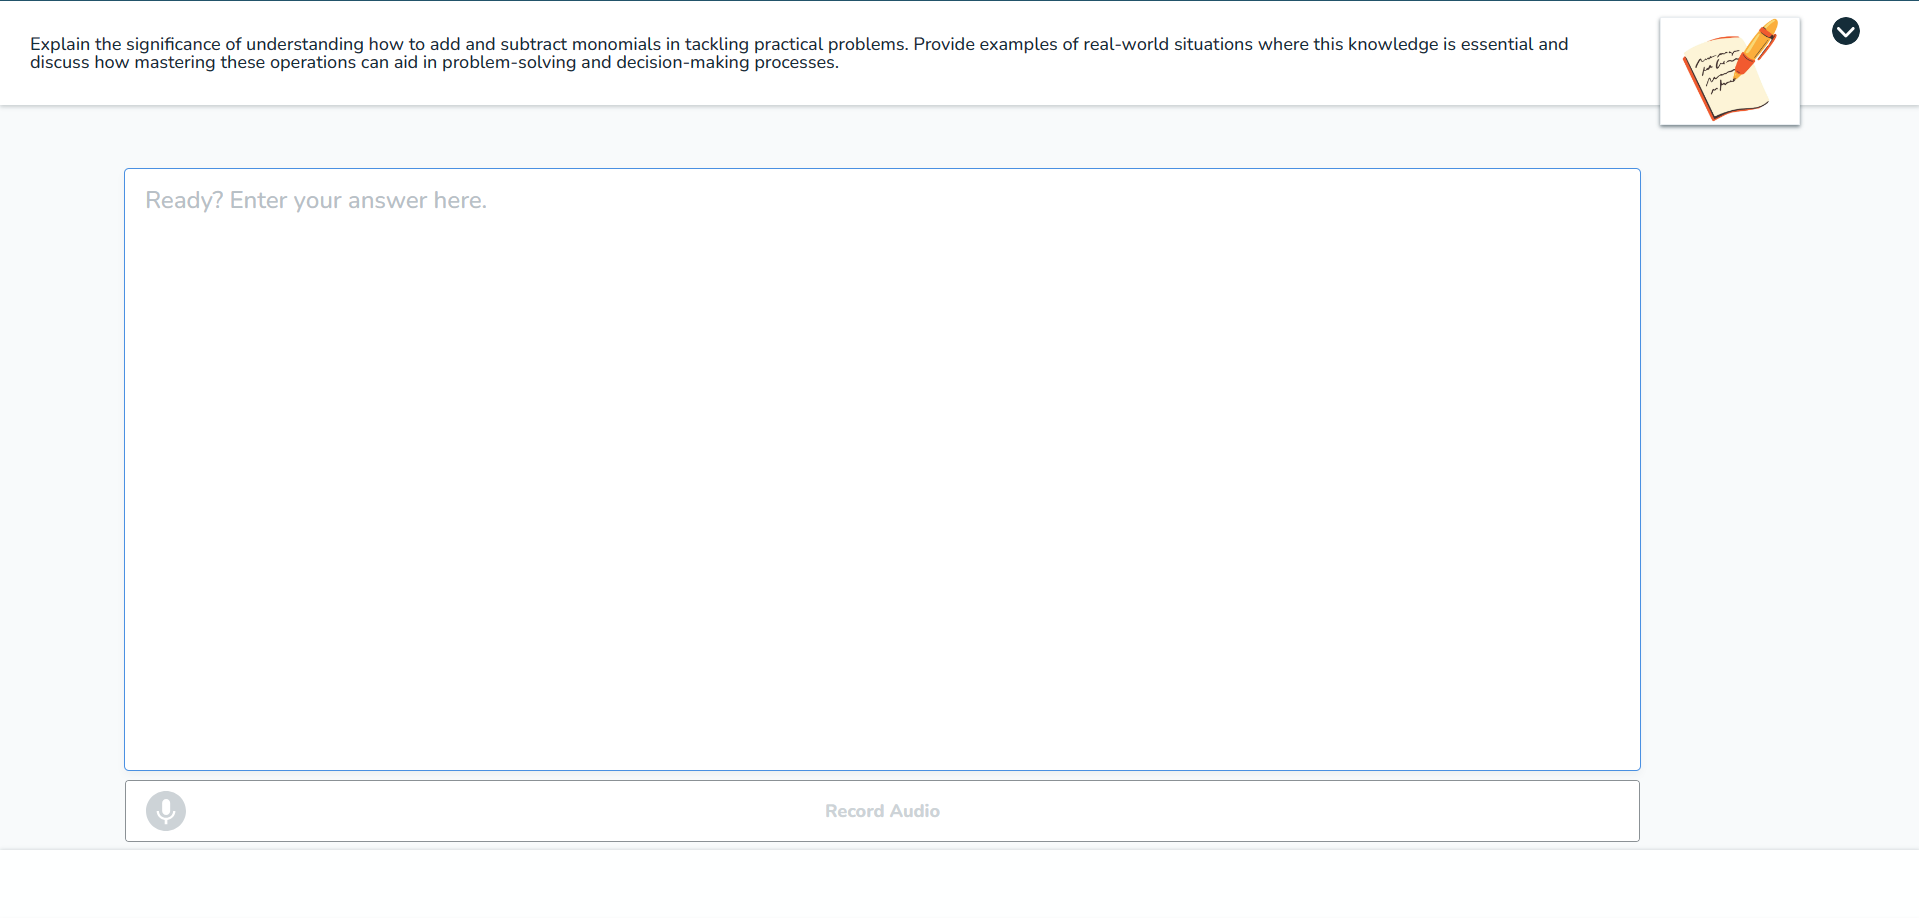 Explain the significance of understanding how to add and subtract monomials in tackling practical problems. Provide examples of real-world situations where this knowledge is essential and
discuss how mastering these operations can aid in problem-solving and decision-making processes.
Ready? Enter your answer here.
Record Audio